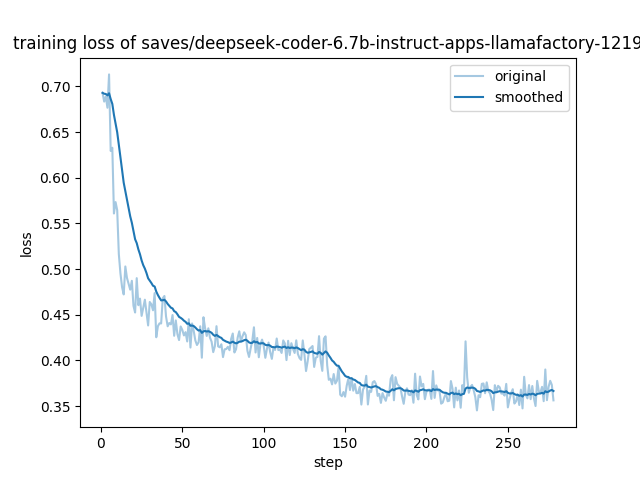 training loss of saves/deepseek-coder-6.7b-instruct-apps-llamafactory-1219
original
smoothed
0.70
0.65
0.60
0.55
0.50
0.45
0.40
0.35
loss
0 50 100 150 200 250
step